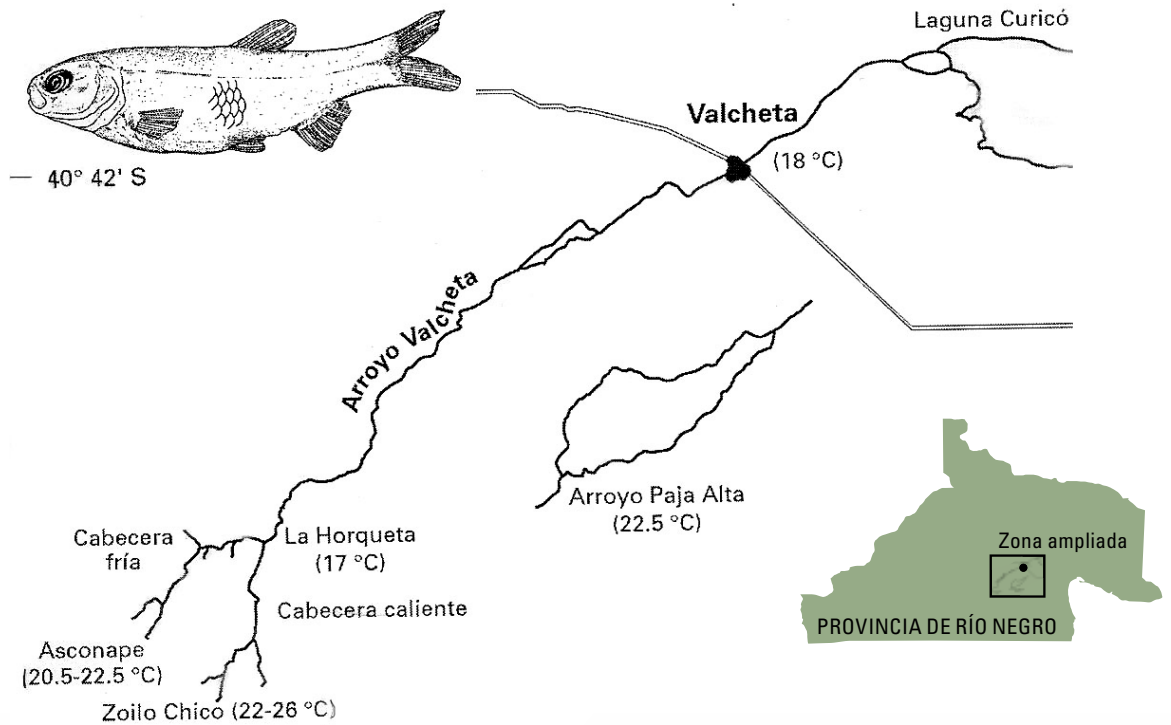 Laguna Curicó
Valcheta
(18 °C)
— 40° 42' S
Arroyo Valcheta
Arroyo Paja Alta
(22.5 °C)
Cabecera
fría
La Horqueta
(17 °C)
Cabecera caliente
Asconape
(20.5-22.5 °C)
Zoilo Chico (22-26 °C)
Zona ampliada
PROVINCIA DE RÍO NEGRO